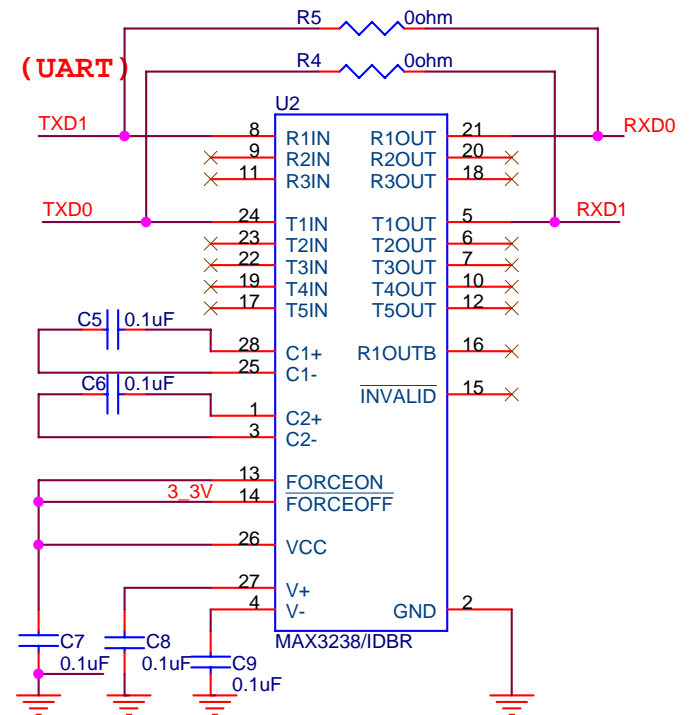 R5 0ohm
(UART)
R4 0ohm
U2
TXD1 8 R1IN R1OUT 21 RXD0
9 R2IN R2OUT 20
11 R3IN R3OUT 18
TXD0 24 T1IN T1OUT 5 RXD1
23 T2IN T2OUT 6
22 T3IN T3OUT 7
19 T4IN T4OUT 10
17 T5IN T5OUT 12
C5 0.1uF
28 C1+ R1OUTB 16
25 C1-
C6 0.1uF INVALID 15
1 C2+
3 C2-
13 FORCEON
3_3V 14 FORCEOFF
26 VCC
27 V+
4 V- GND 2
MAX3238/IDBR
C7 C8 C9
0.1uF 0.1uF 0.1uF